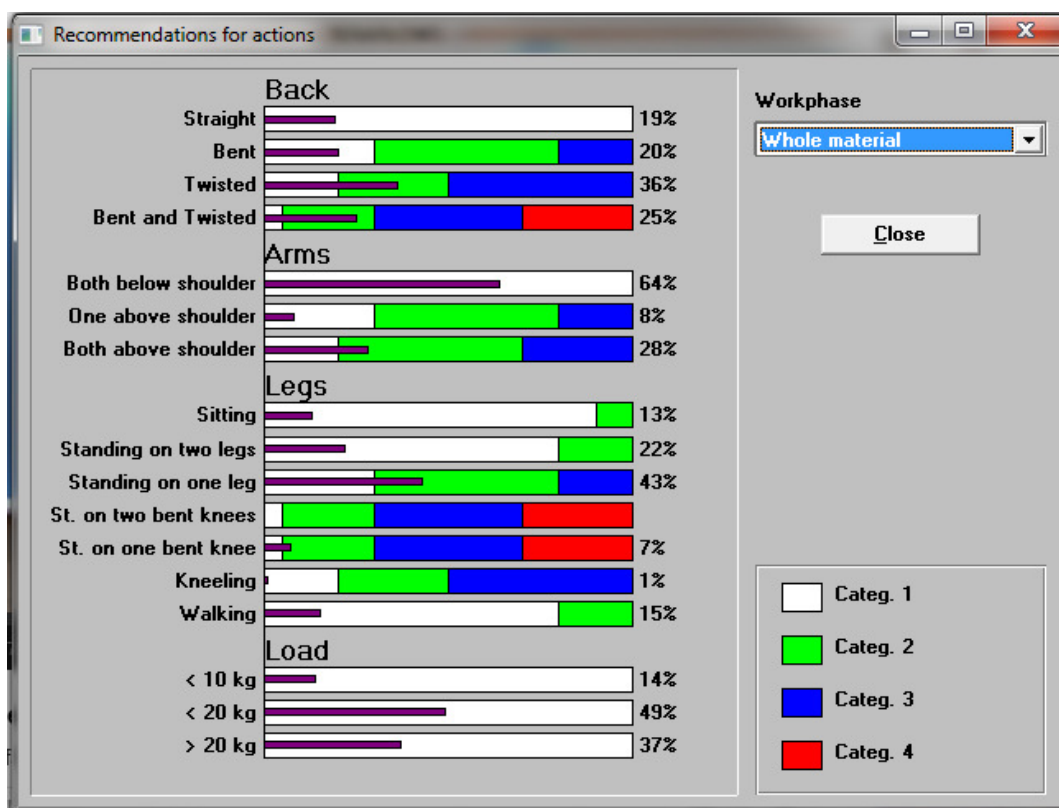 Recommendations for actions
Back
Straight 19%
Bent 20%
Twisted 36%
Bent and Twisted 25%
Arms
Both below shoulder 64%
One above shoulder 8%
Both above shoulder 28%
Legs
Sitting 13%
Standing on two legs 22%
Standing on one leg 43%
St. on two bent knees
St. on one bent knee 7%
Kneeling 1%
Walking 15%
Load
< 10 kg 14%
< 20 kg 49%
> 20 kg 37%
Workphase
Whole material
Close
Categ. 1
Categ. 2
Categ. 3
Categ. 4